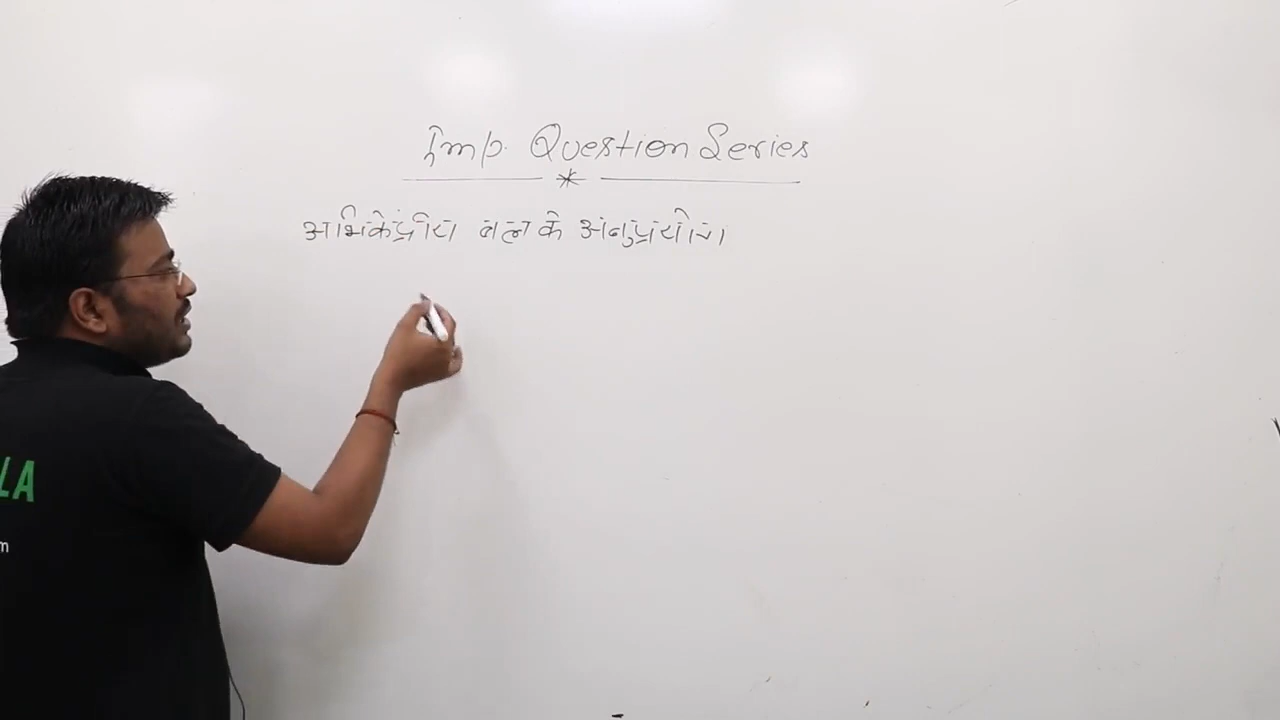 Imp. Question Series
अभिकेंद्रीय बल के अनुप्रयोग।
LA
m